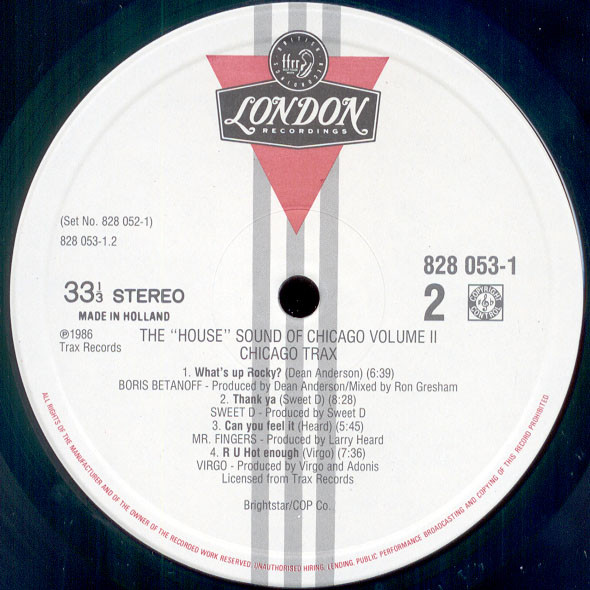 BRITISH RECORDINGS
ffrr
LONDON
RECORDINGS
(Set No. 828 052-1)
828 053-1.2
828 053-1
33⅓ STEREO
2
COPYRIGHT CONTROL
MADE IN HOLLAND
℗1986
Trax Records
THE “HOUSE” SOUND OF CHICAGO VOLUME II
CHICAGO TRAX
1. What's up Rocky? (Dean Anderson) (6:39)
BORIS BETANOFF - Produced by Dean Anderson/Mixed by Ron Gresham
2. Thank ya (Sweet D) (8:28)
SWEET D - Produced by Sweet D
3. Can you feel it (Heard) (5:45)
MR. FINGERS - Produced by Larry Heard
4. R U Hot enough (Virgo) (7:36)
VIRGO - Produced by Virgo and Adonis
Licensed from Trax Records
Brightstar/COP Co.
ALL RIGHTS OF THE MANUFACTURER AND OF THE OWNER OF THE RECORDED WORK RESERVED. UNAUTHORISED HIRING, LENDING, PUBLIC PERFORMANCE BROADCASTING AND COPYING OF THIS RECORD PROHIBITED.